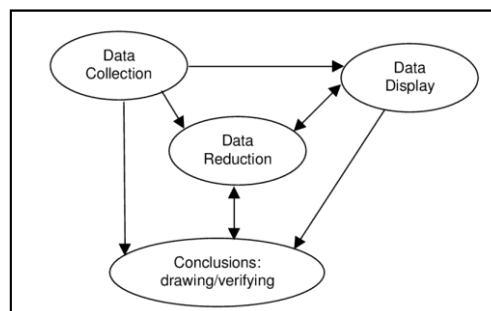 Data
Collection
Data
Display
Data
Reduction
Conclusions:
drawing/verifying